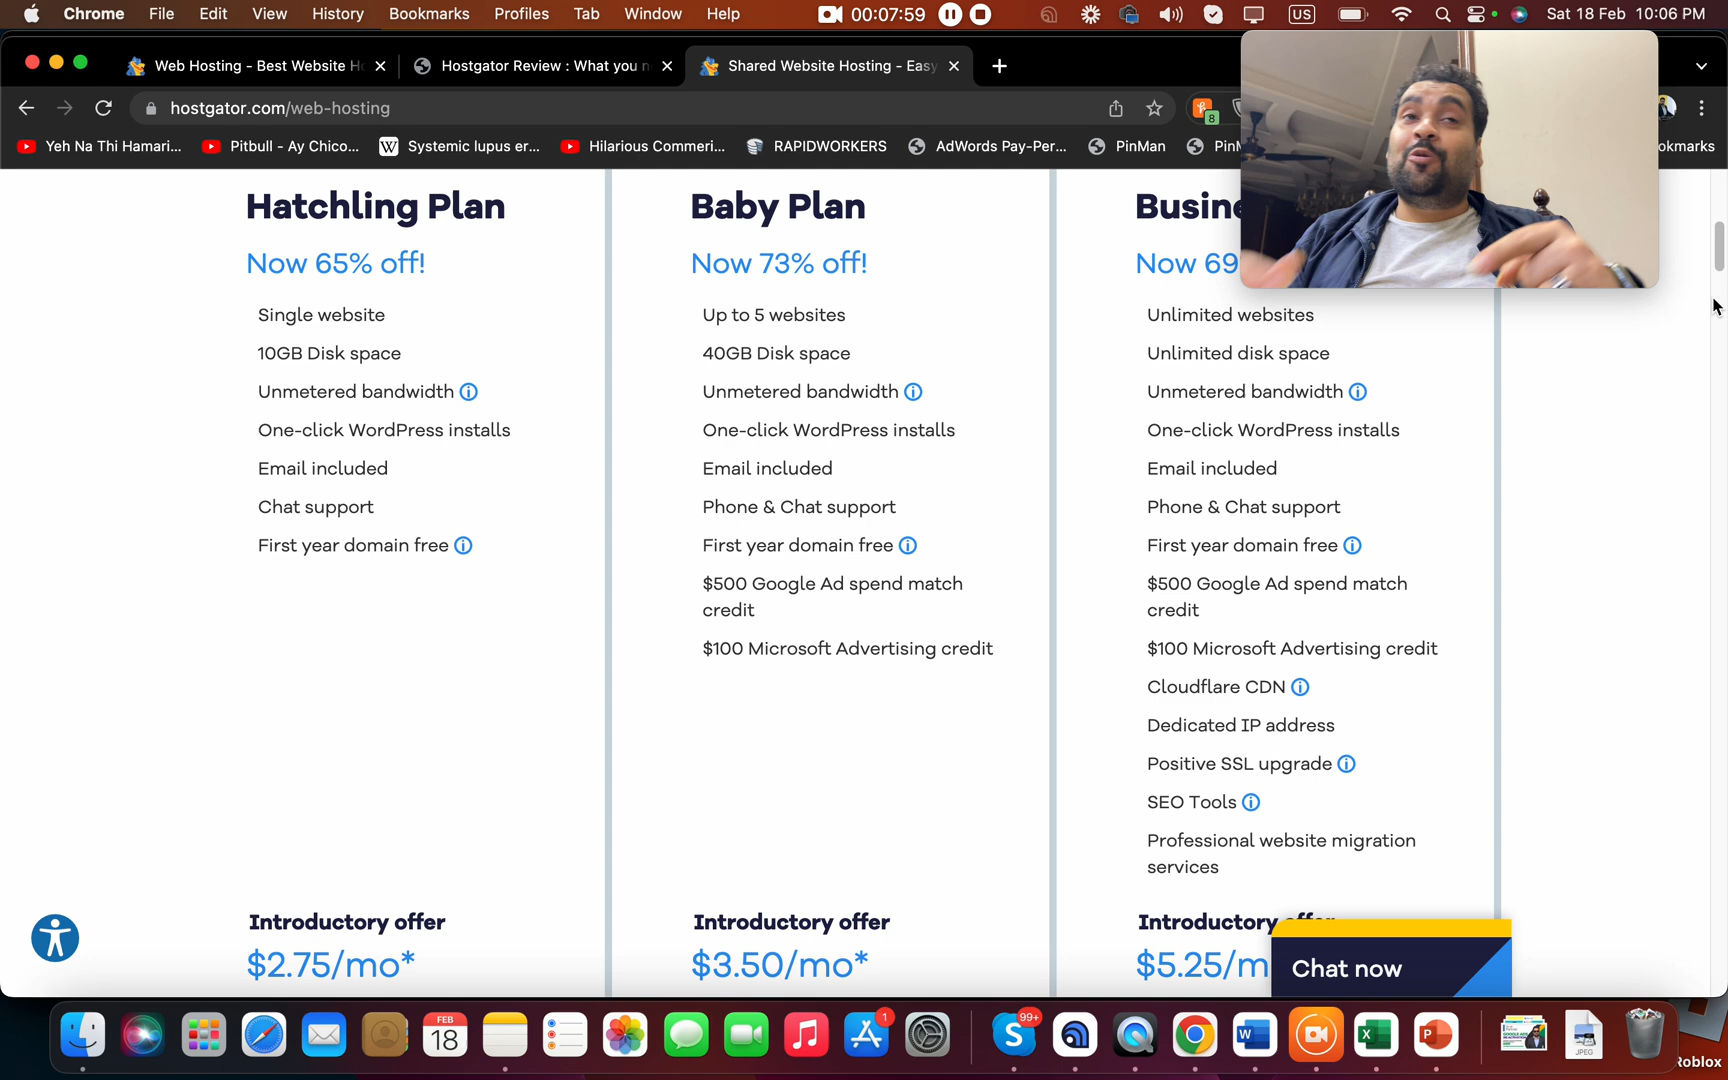 Chrome File Edit View History Bookmarks Profiles Tab Window Help 00:07:59 US Sat 18 Feb 10:06 PM
Web Hosting - Best Website H Hostgator Review : What you n Shared Website Hosting - Easy
hostgator.com/web-hosting 8
Yeh Na Thi Hamari... Pitbull - Ay Chico... W Systemic lupus er... Hilarious Commeri... RAPIDWORKERS AdWords Pay-Per... PinMan PinM okmarks
Hatchling Plan
Now 65% off!
Single website
10GB Disk space
Unmetered bandwidth
One-click WordPress installs
Email included
Chat support
First year domain free
Introductory offer
$2.75/mo*
Baby Plan
Now 73% off!
Up to 5 websites
40GB Disk space
Unmetered bandwidth
One-click WordPress installs
Email included
Phone & Chat support
First year domain free
$500 Google Ad spend match
credit
$100 Microsoft Advertising credit
Introductory offer
$3.50/mo*
Busine
Now 69
Unlimited websites
Unlimited disk space
Unmetered bandwidth
One-click WordPress installs
Email included
Phone & Chat support
First year domain free
$500 Google Ad spend match
credit
$100 Microsoft Advertising credit
Cloudflare CDN
Dedicated IP address
Positive SSL upgrade
SEO Tools
Professional website migration
services
Introductory offer
$5.25/m
Chat now
FEB
18
1
99+
JPEG
Roblox